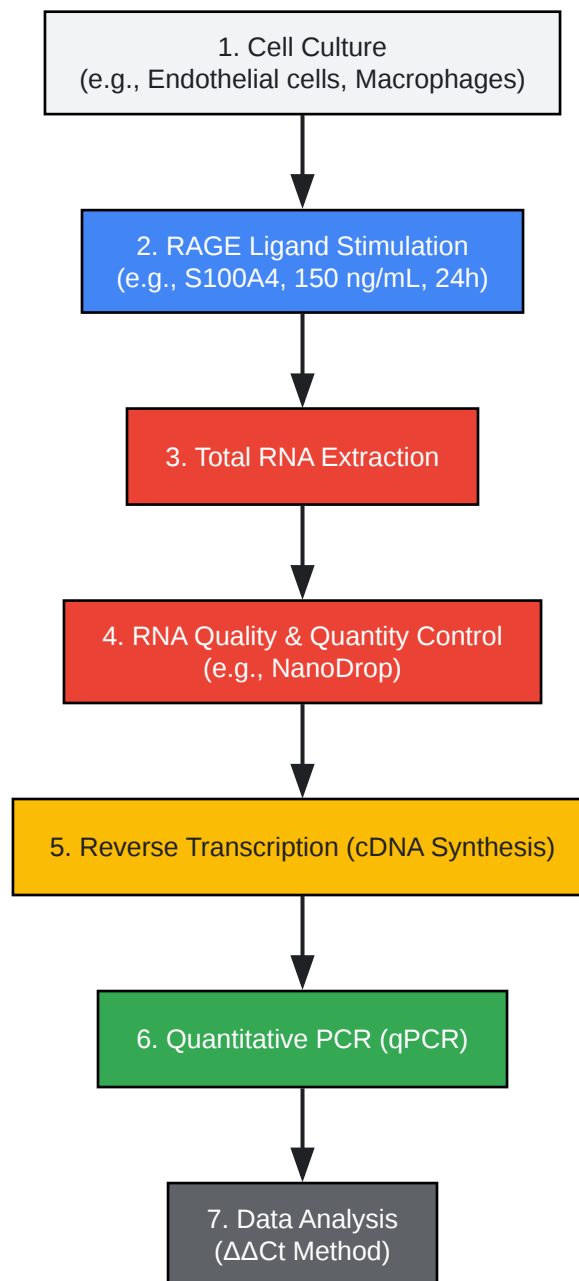 1. Cell Culture
(e.g., Endothelial cells, Macrophages)
2. RAGE Ligand Stimulation
(e.g., S100A4, 150 ng/mL, 24h)
3. Total RNA Extraction
4. RNA Quality & Quantity Control
(e.g., NanoDrop)
5. Reverse Transcription (cDNA Synthesis)
6. Quantitative PCR (qPCR)
7. Data Analysis
(ΔΔCt Method)